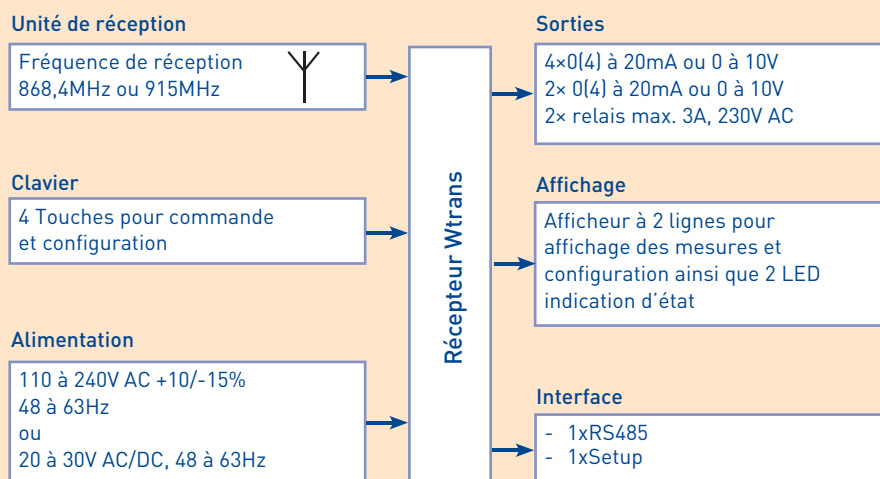 Unité de réception
Fréquence de réception
868,4MHz ou 915MHz
Clavier
4 Touches pour commande
et configuration
Alimentation
110 à 240V AC +10/-15%
48 à 63Hz
ou
20 à 30V AC/DC, 48 à 63Hz
Récepteur Wtrans
Sorties
4×0(4) à 20mA ou 0 à 10V
2× 0(4) à 20mA ou 0 à 10V
2× relais max. 3A, 230V AC
Affichage
Afficheur à 2 lignes pour
affichage des mesures et
configuration ainsi que 2 LED
indication d'état
Interface
- 1xRS485
- 1xSetup